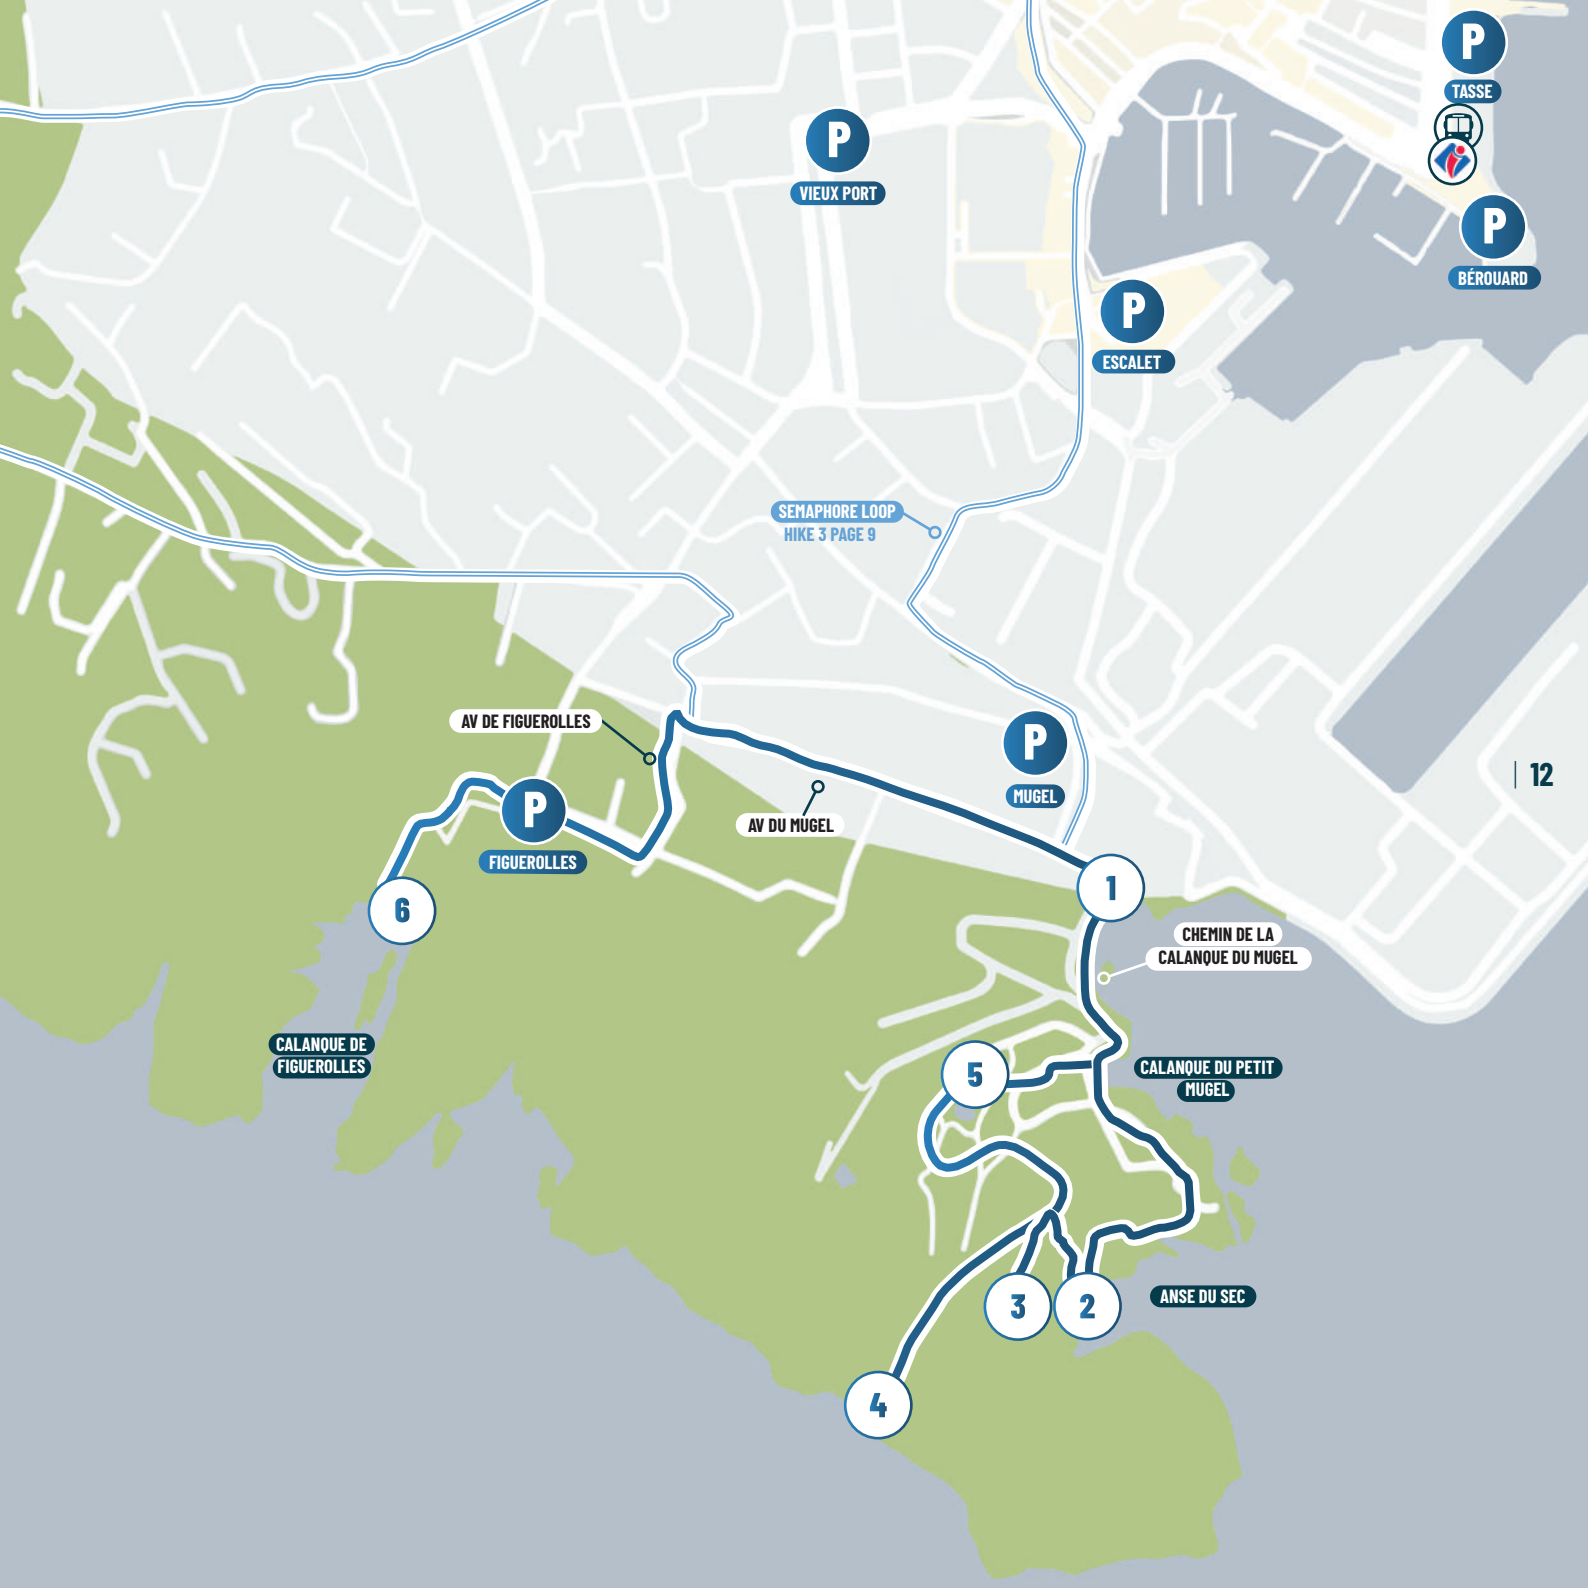 P
TASSE
P
VIEUX PORT
P
BÉROUARD
P
ESCALET
SEMAPHORE LOOP
HIKE 3 PAGE 9
AV DE FIGUEROLLES
P
MUGEL
12
P
FIGUEROLLES
AV DU MUGEL
1
6
CHEMIN DE LA
CALANQUE DU MUGEL
CALANQUE DE
FIGUEROLLES
5
CALANQUE DU PETIT
MUGEL
3
2
ANSE DU SEC
4